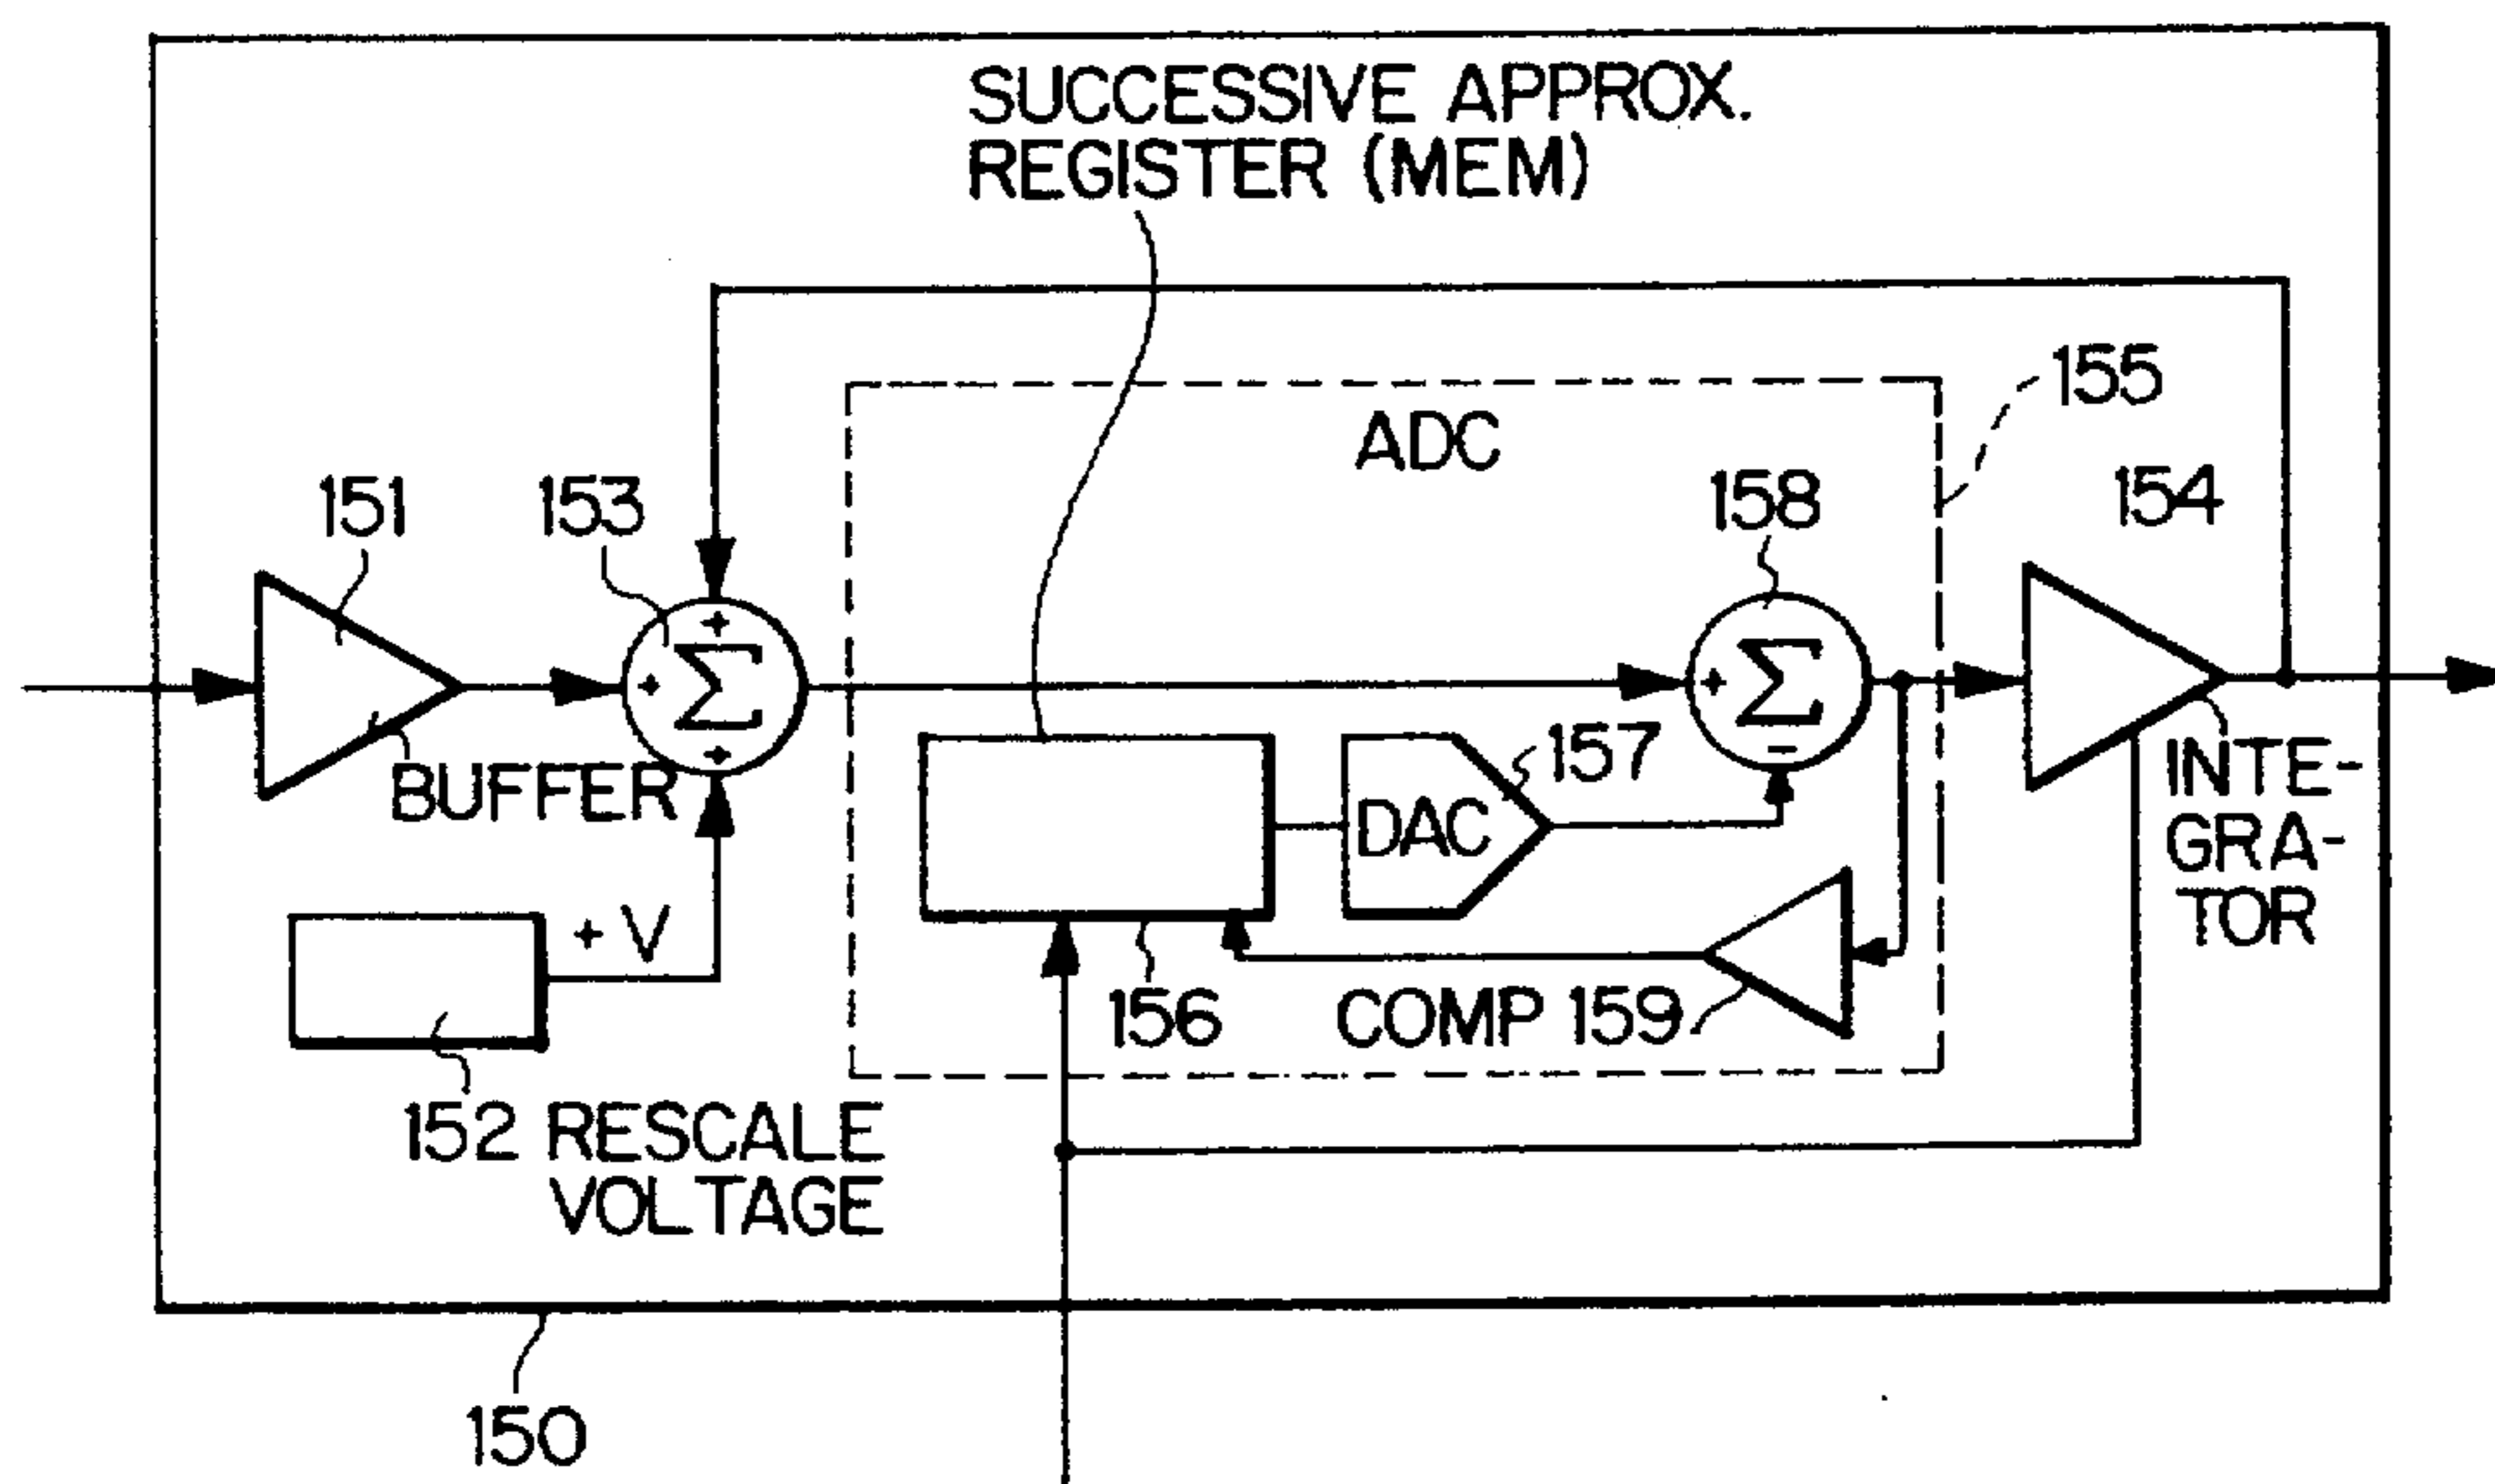 SUCCESSIVE APPROX.
REGISTER (MEM)
155
ADC
151
153
158
154
+
Σ
+
+
+
Σ
-
157
BUFFER
DAC
INTE-
GRA-
TOR
+ V
156
COMP 159
152 RESCALE
VOLTAGE
150